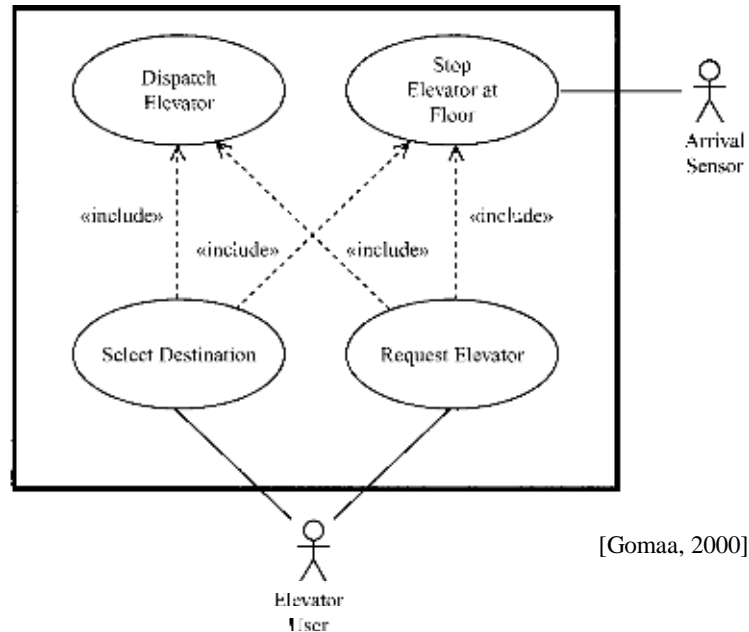 Dispatch
Elevator
Stop
Elevator at
Floor
Arrival
Sensor
«include»
«include»
«include»
«include»
Select Destination
Request Elevator
[Gomaa, 2000]
Elevator
User